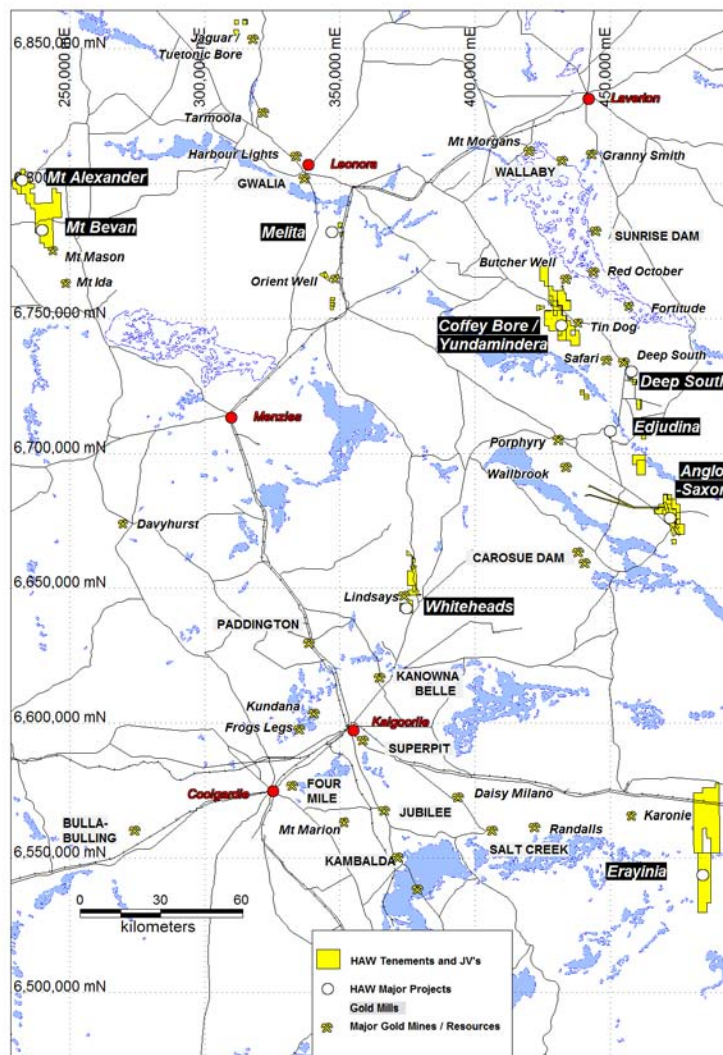 250,000 mE
300,000 mE
350,000 mE
400,000 mE
450,000 mE
6,850,000 mN
Jaguar
Tuetonic Bore
Laverton
Tarmoola
Mt Morgans
Harbour Lights
Leonora
Granny Smith
WALLABY
GWALIA
800,000 mN
Mt Alexander
Mt Bevan
Melita
SUNRISE DAM
Mt Mason
Butcher Well
Red October
Mt Ida
Orient Well
Fortitude
6,750,000 mN
Coffey Bore /
Yundamindera
Tin Dog
Safari
Deep South
Deep South
Menzies
Edjudina
6,700,000 mN
Porphyry
Wallbrook
Anglo
-Saxon
Davyhurst
CAROSUE DAM
6,650,000 mN
Lindsays
Whiteheads
PADDINGTON
KANOWNA
BELLE
Kundana
6,600,000 mN
Frogs Legs
Kalgoorlie
SUPERPIT
Coolgardie
FOUR
MILE
Daisy Milano
JUBILEE
Karonie
BULLA-
BULLING
Mt Marion
Randalls
SALT CREEK
6,550,000 mN
KAMBALDA
Erayinia
0 30 60
kilometers
HAW Tenements and JV's
HAW Major Projects
6,500,000 mN
Gold Mills
Major Gold Mines / Resources